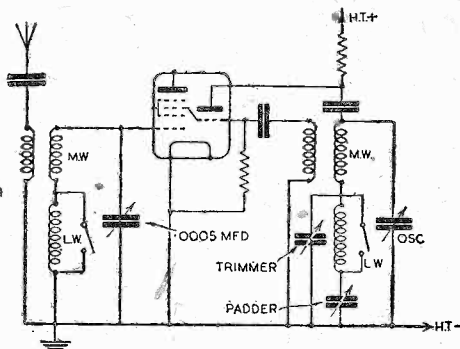 H.T.+
M.W.
M.W.
L.W.
.0005 MFD
OSC
TRIMMER
L.W.
PADDER
H.T.-